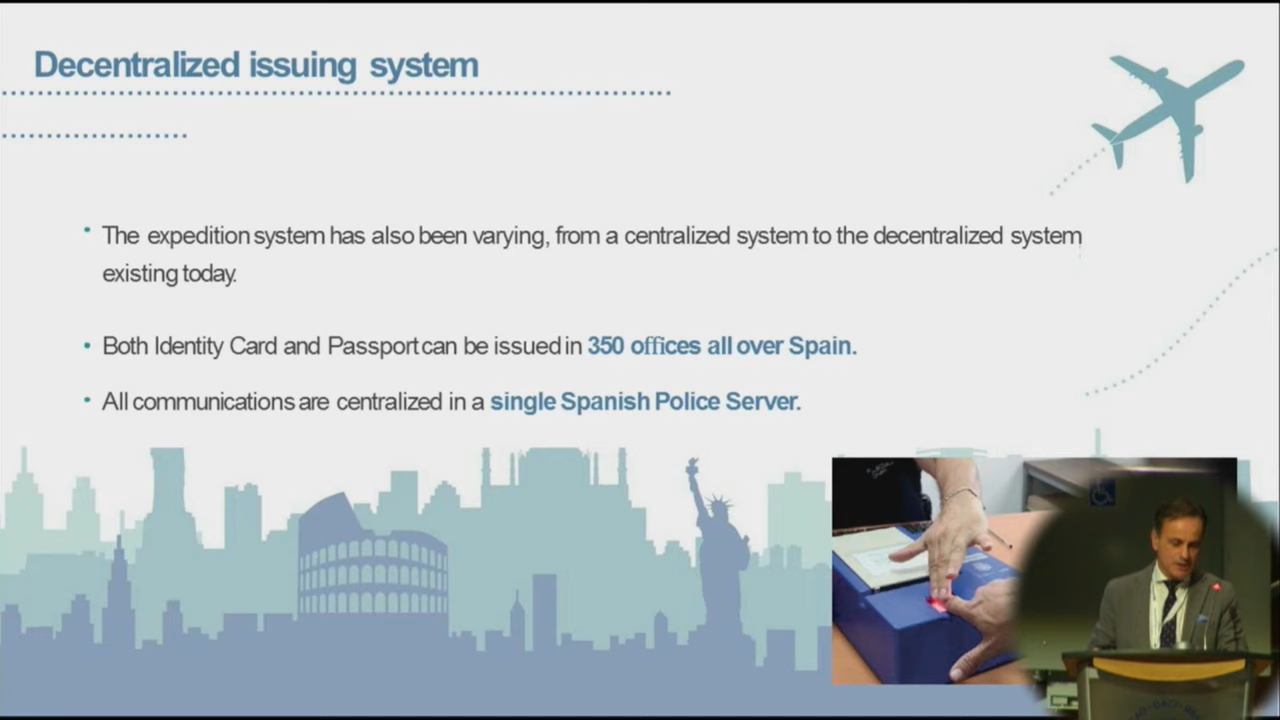 Decentralized issuing system
The expedition system has also been varying, from a centralized system to the decentralized system
existing today.
Both Identity Card and Passport can be issued in 350 offices all over Spain.
All communications are centralized in a single Spanish Police Server.